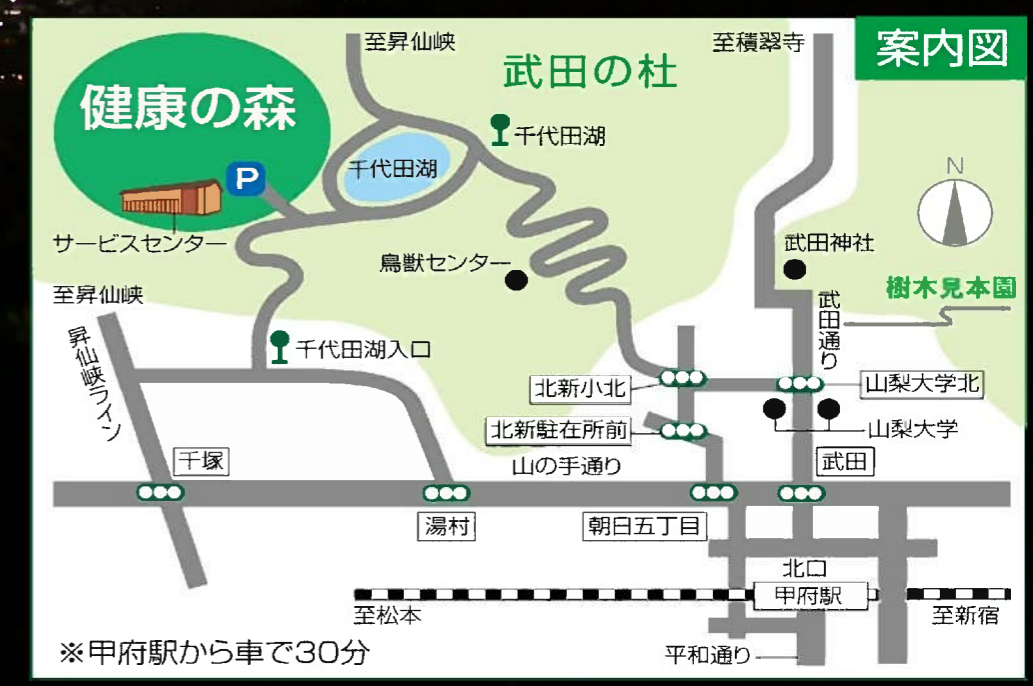 案内図
至昇仙峡
武田の杜
至積翠寺
健康の森
千代田湖
千代田湖
P
N
サービスセンター
鳥獣センター
武田神社
至昇仙峡
樹木見本園
武田通り
昇仙峡ライン
千代田湖入口
北新小北
山梨大学北
北新駐在所前
山梨大学
千塚
山の手通り
武田
湯村
朝日五丁目
北口
甲府駅
至松本
至新宿
※甲府駅から車で30分
平和通り